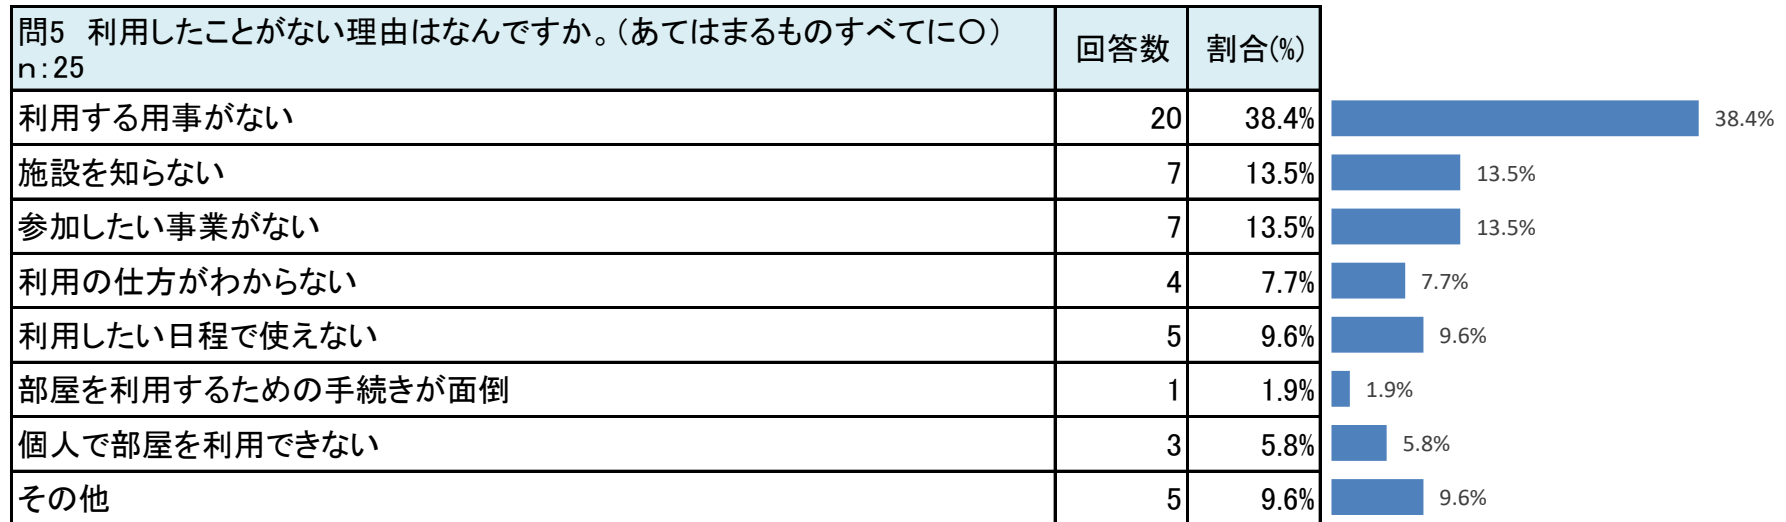 問5 利用したことがない理由はなんですか。(あてはまるものすべてに○)
n:25
回答数 割合(%)
利用する用事がない 20 38.4% 38.4%
施設を知らない 7 13.5% 13.5%
参加したい事業がない 7 13.5% 13.5%
利用の仕方がわからない 4 7.7% 7.7%
利用したい日程で使えない 5 9.6% 9.6%
部屋を利用するための手続きが面倒 1 1.9% 1.9%
個人で部屋を利用できない 3 5.8% 5.8%
その他 5 9.6% 9.6%